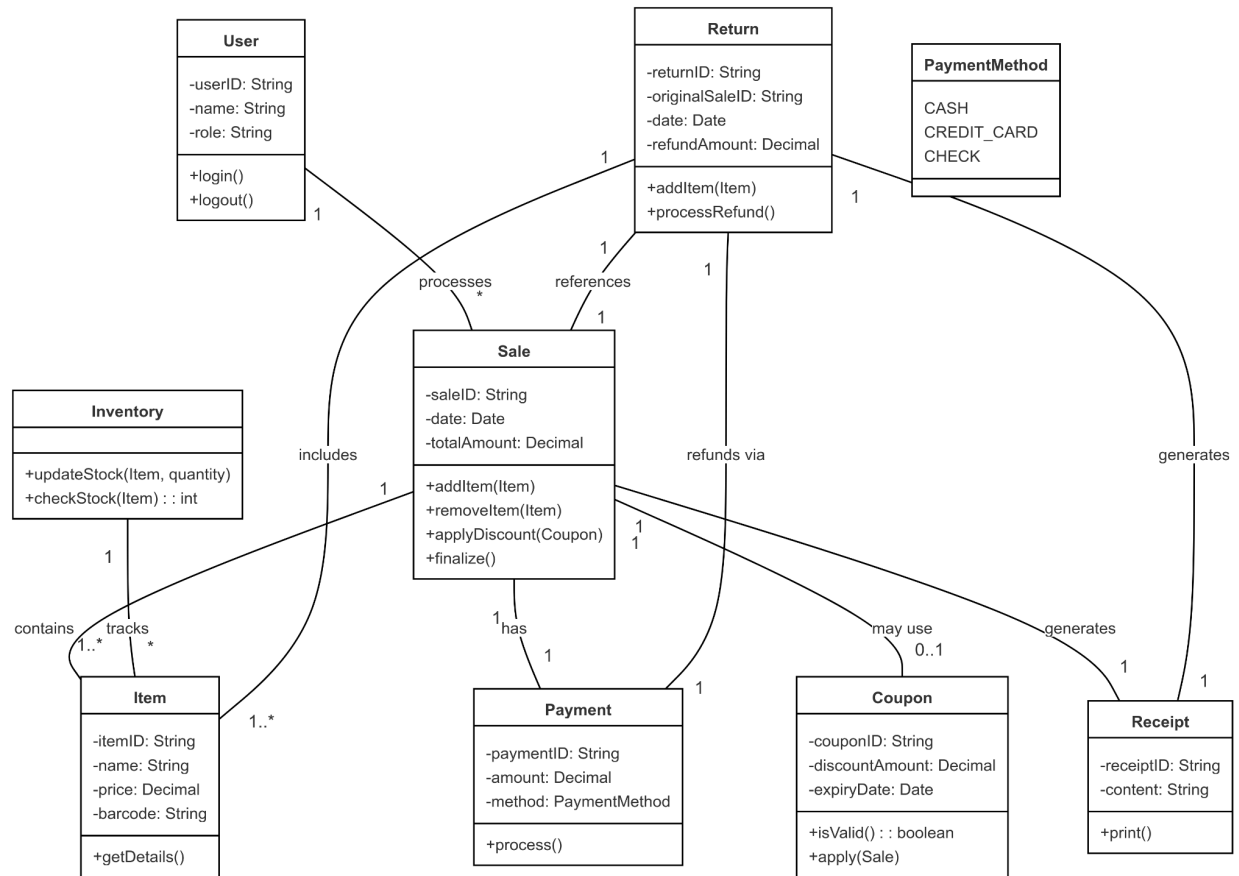 User
-userID: String
-name: String
-role: String
+login()
+logout()
Return
-returnID: String
-originalSaleID: String
-date: Date
-refundAmount: Decimal
+addItem(Item)
+processRefund()
PaymentMethod
CASH
CREDIT_CARD
CHECK
1
1
1
1
1
processes
*
references
1
Sale
-saleID: String
-date: Date
-totalAmount: Decimal
+addItem(Item)
+removeItem(Item)
+applyDiscount(Coupon)
+finalize()
Inventory
+updateStock(Item, quantity)
+checkStock(Item) : : int
includes
refunds via
generates
1
1
1
1
1
contains
tracks
1..*
*
has
1
may use
0..1
generates
1
1
1
1..*
Item
-itemID: String
-name: String
-price: Decimal
-barcode: String
+getDetails()
Payment
-paymentID: String
-amount: Decimal
-method: PaymentMethod
+process()
Coupon
-couponID: String
-discountAmount: Decimal
-expiryDate: Date
+isValid() : : boolean
+apply(Sale)
Receipt
-receiptID: String
-content: String
+print()